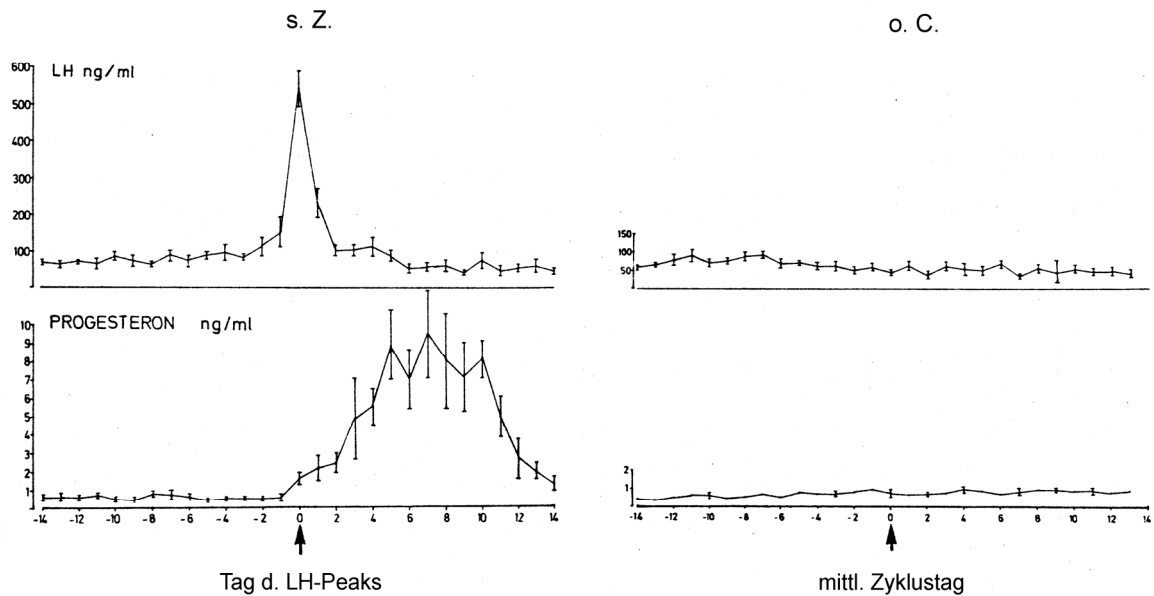 s. Z.
o. C.
LH ng/ml
600
500
400
300
200
100
150
100
50
PROGESTERON ng/ml
10
9
8
7
6
5
4
3
2
1
2
1
-14 -12 -10 -8 -6 -4 -2 0 2 4 6 8 10 12 14
-14 -12 -10 -8 -6 -4 -2 0 2 4 6 8 10 12 14
Tag d. LH-Peaks
mittl. Zyklustag